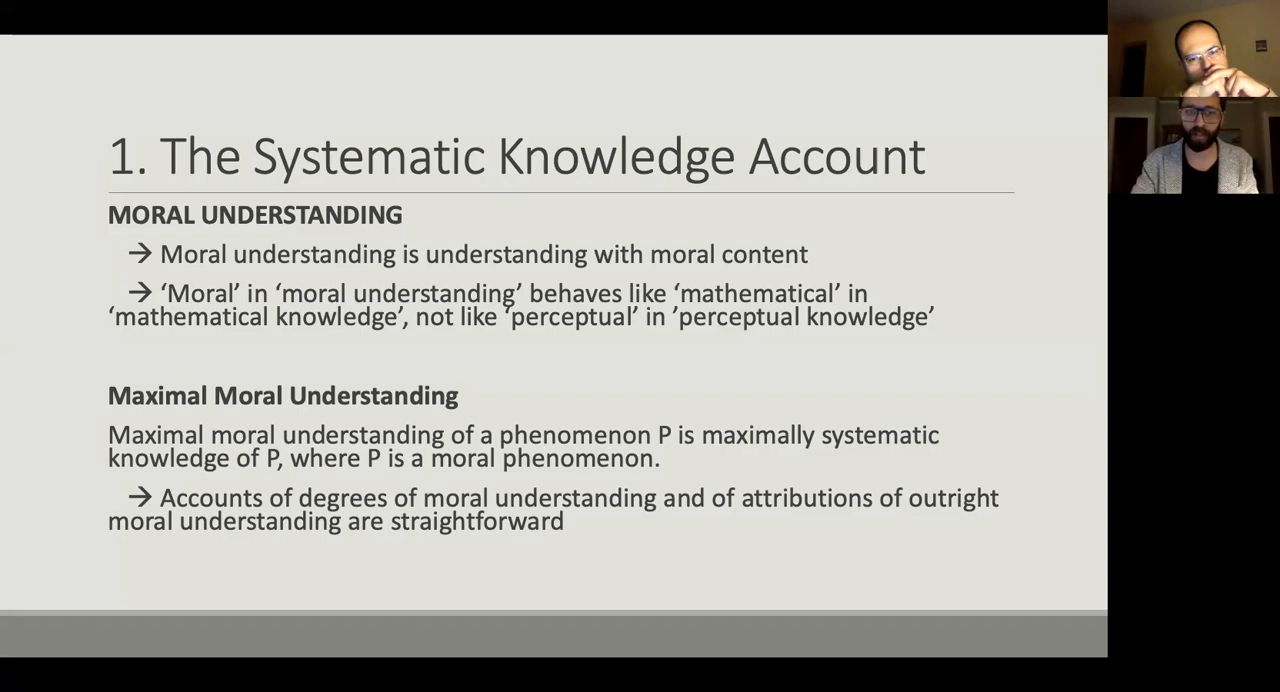 1. The Systematic Knowledge Account
MORAL UNDERSTANDING
→ Moral understanding is understanding with moral content
→ ‘Moral’ in ‘moral understanding’ behaves like ‘mathematical’ in
‘mathematical knowledge’, not like ‘perceptual’ in ’perceptual knowledge’
Maximal Moral Understanding
Maximal moral understanding of a phenomenon P is maximally systematic
knowledge of P, where P is a moral phenomenon.
→ Accounts of degrees of moral understanding and of attributions of outright
moral understanding are straightforward